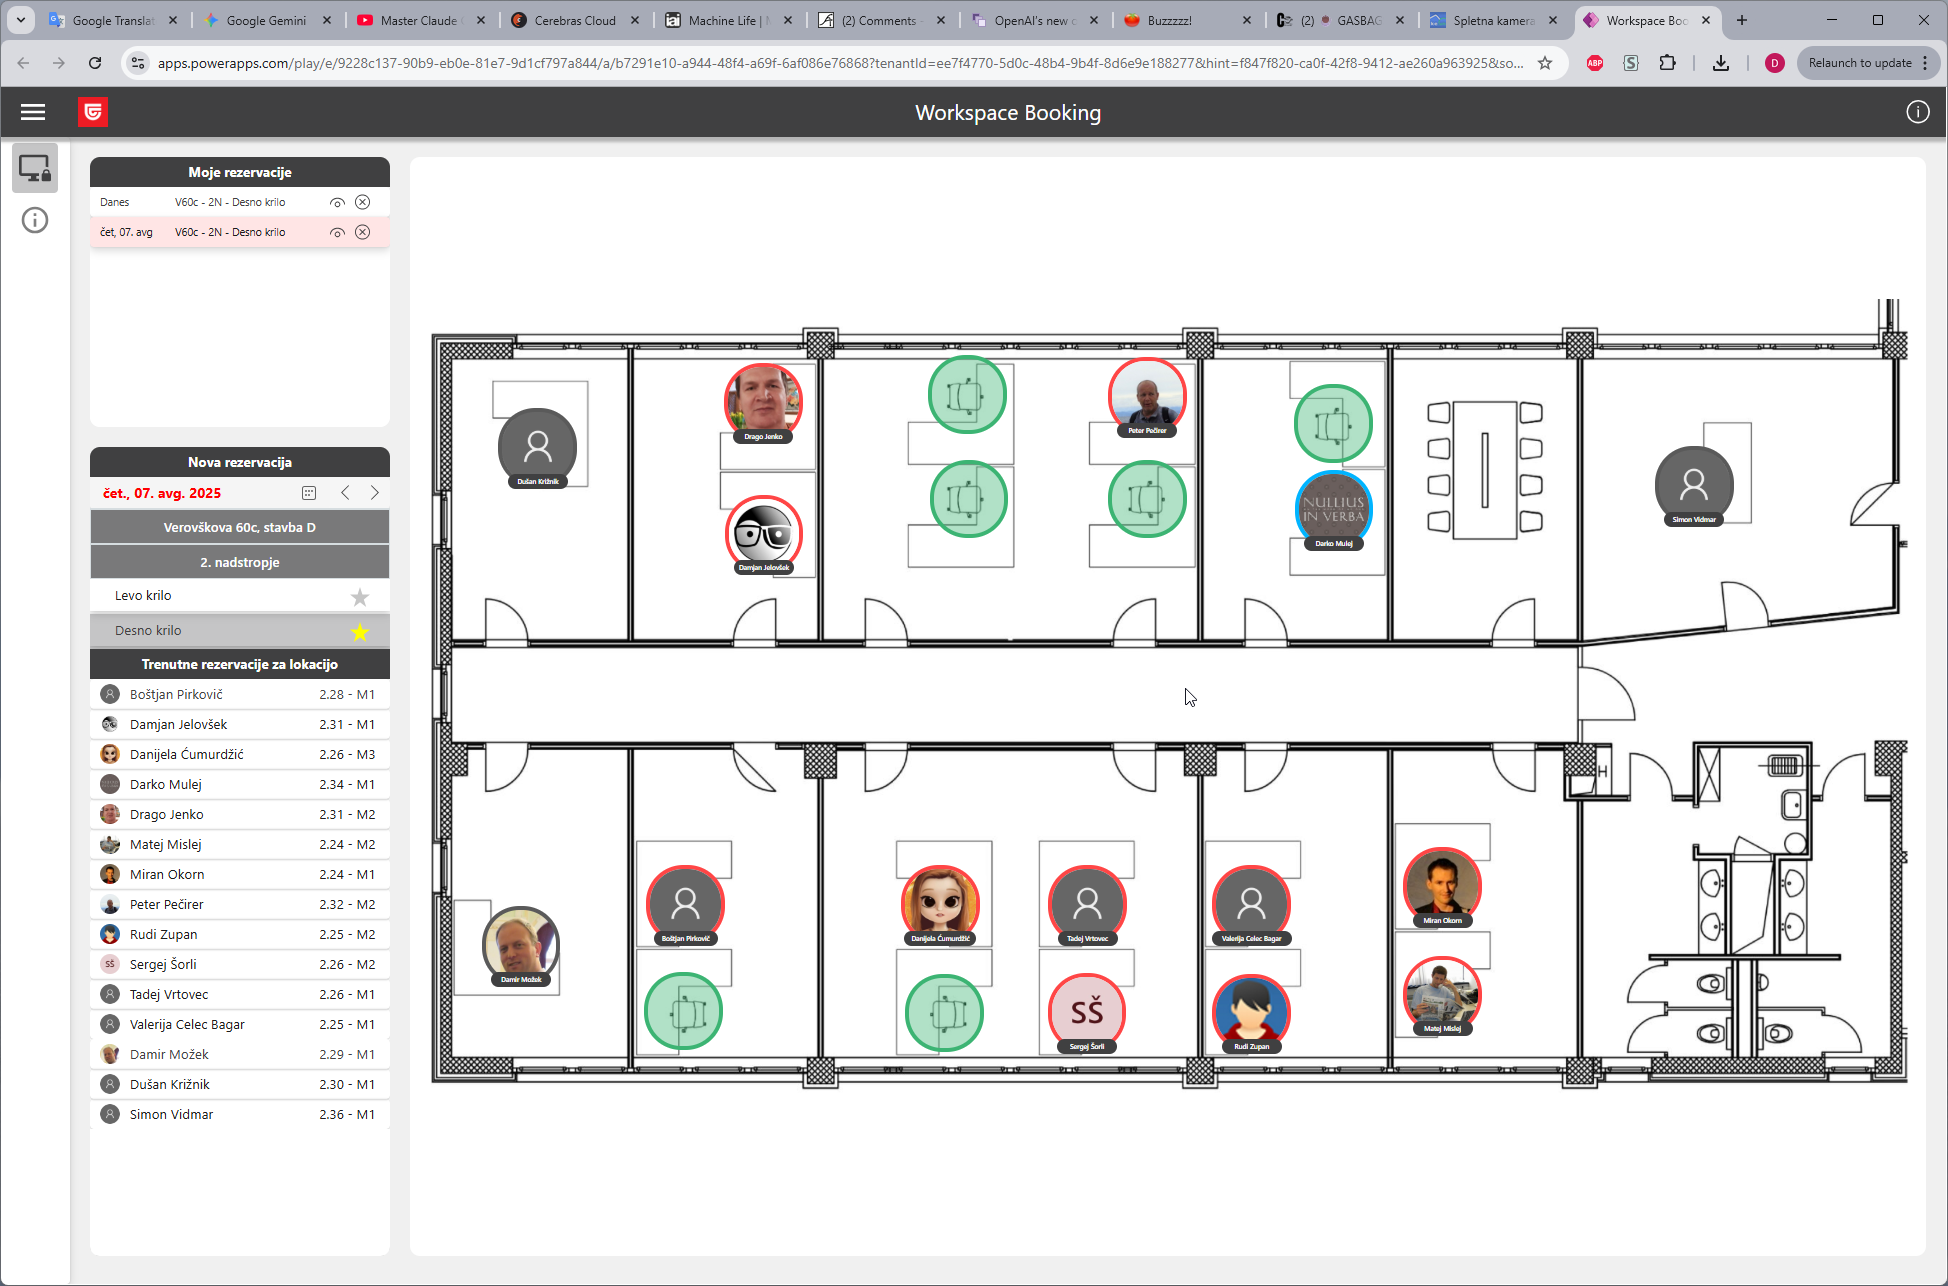 Google Translat
Google Gemini
Master Claude
Cerebras Cloud
Machine Life |
(2) Comments
OpenAI's new
Buzzzzz!
(2) GASBAG
Spletna kamera
Workspace Boo
apps.powerapps.com/play/e/9228c137-90b9-eb0e-81e7-9d1cf797a844/a/b7291e10-a944-48f4-a69f-6af086e76868?tenantId=ee7f4770-5d0c-48b4-9b4f-8d6e9e188277&hint=f847f820-ca0f-42f8-9412-ae260a963925&so...
ABP
S
D
Relaunch to update
Workspace Booking
Moje rezervacije
Danes V60c - 2N - Desno krilo
čet, 07. avg V60c - 2N - Desno krilo
Nova rezervacija
čet., 07. avg. 2025
Verovškova 60c, stavba D
2. nadstropje
Levo krilo
Desno krilo
Trenutne rezervacije za lokacijo
Boštjan Pirkovič 2.28 - M1
Damjan Jelovšek 2.31 - M1
Danijela Ćumurdžić 2.26 - M3
Darko Mulej 2.34 - M1
Drago Jenko 2.31 - M2
Matej Mislej 2.24 - M2
Miran Okorn 2.24 - M1
Peter Pečirer 2.32 - M2
Rudi Zupan 2.25 - M2
SŠ Sergej Šorli 2.26 - M2
Tadej Vrtovec 2.26 - M1
Valerija Celec Bagar 2.25 - M1
Damir Možek 2.29 - M1
Dušan Križnik 2.30 - M1
Simon Vidmar 2.36 - M1
Drago Jenko
Peter Pečirer
Dušan Križnik
NULLIUS
IN VERBA
Darko Mulej
Simon Vidmar
Damjan Jelovšek
H
Boštjan Pirkovič
Danijela Ćumurdžić
Tadej Vrtovec
Valerija Celec Bagar
Miran Okorn
Damir Možek
SŠ
Sergej Šorli
Rudi Zupan
Matej Mislej